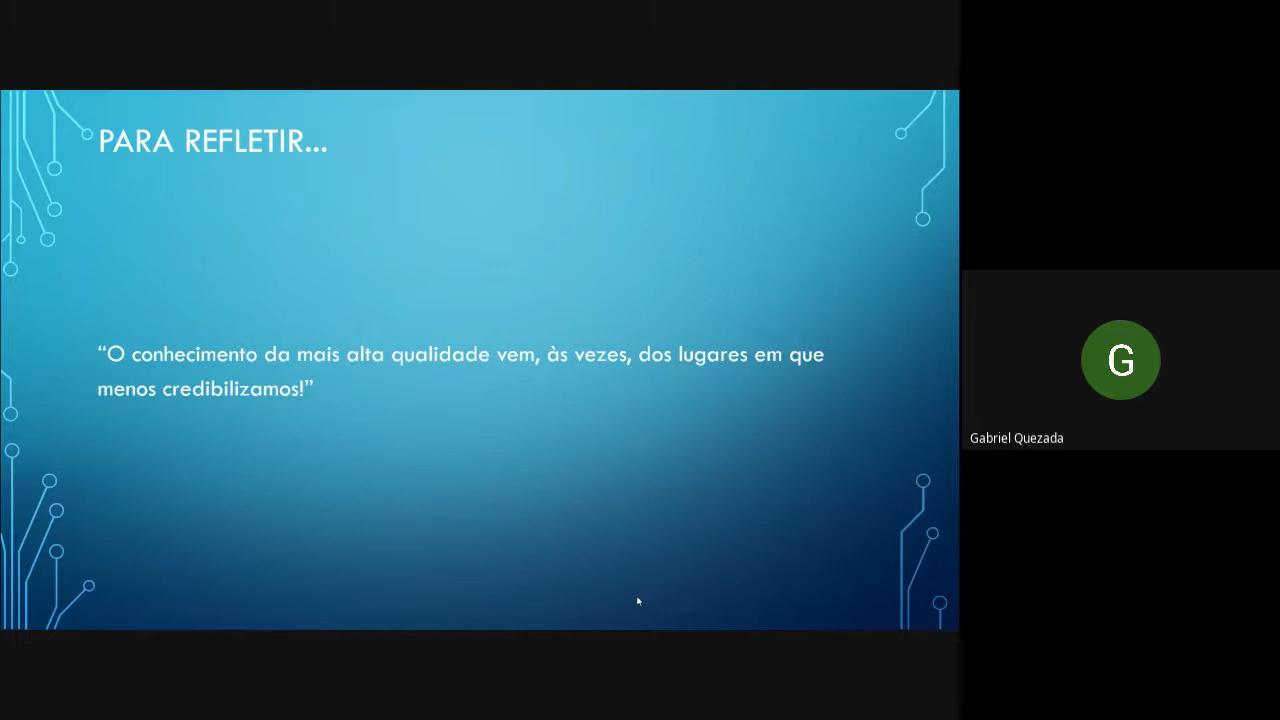 PARA REFLETIR...
“O conhecimento da mais alta qualidade vem, às vezes, dos lugares em que
menos credibilizamos!”
G
Gabriel Quezada